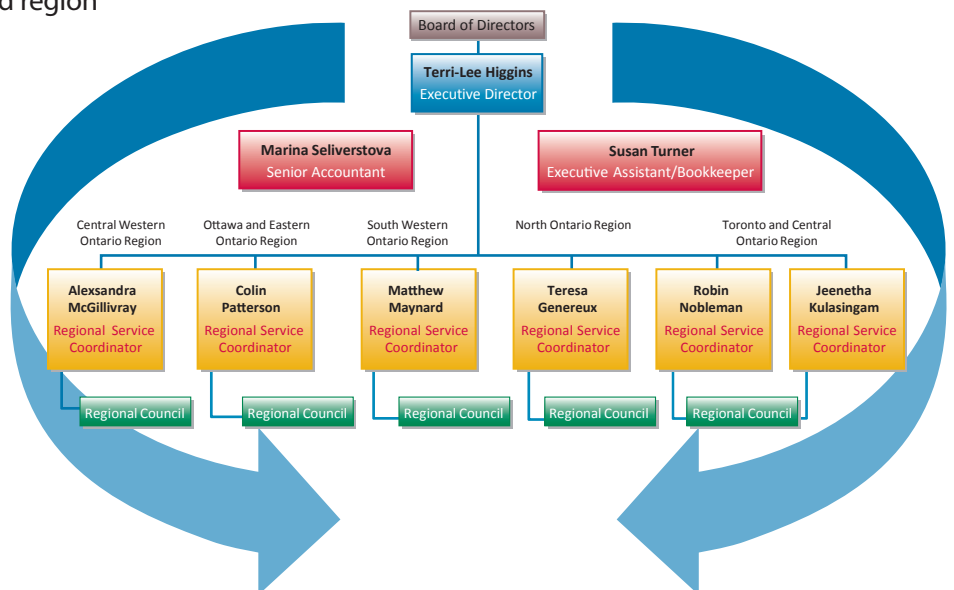 d region
Board of Directors
Terri-Lee Higgins
Executive Director
Marina Seliverstova
Senior Accountant
Susan Turner
Executive Assistant/Bookkeeper
Central Western
Ontario Region
Ottawa and Eastern
Ontario Region
South Western
Ontario Region
North Ontario Region
Toronto and Central
Ontario Region
Alexsandra
McGillivray
Regional Service
Coordinator
Colin
Patterson
Regional Service
Coordinator
Matthew
Maynard
Regional Service
Coordinator
Teresa
Genereux
Regional Service
Coordinator
Robin
Nobleman
Regional Service
Coordinator
Jeenetha
Kulasingam
Regional Service
Coordinator
Regional Council
Regional Council
Regional Council
Regional Council
Regional Council